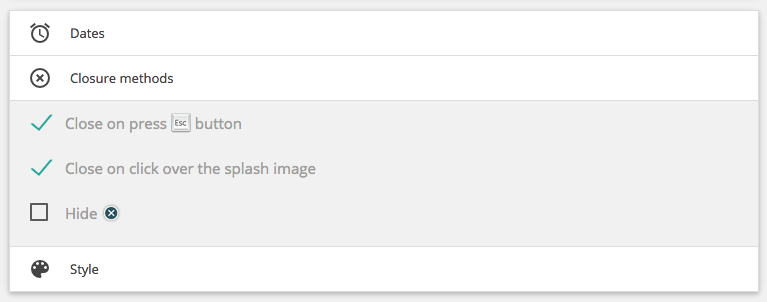 Dates
Closure methods
Close on press Esc button
Close on click over the splash image
Hide
Style